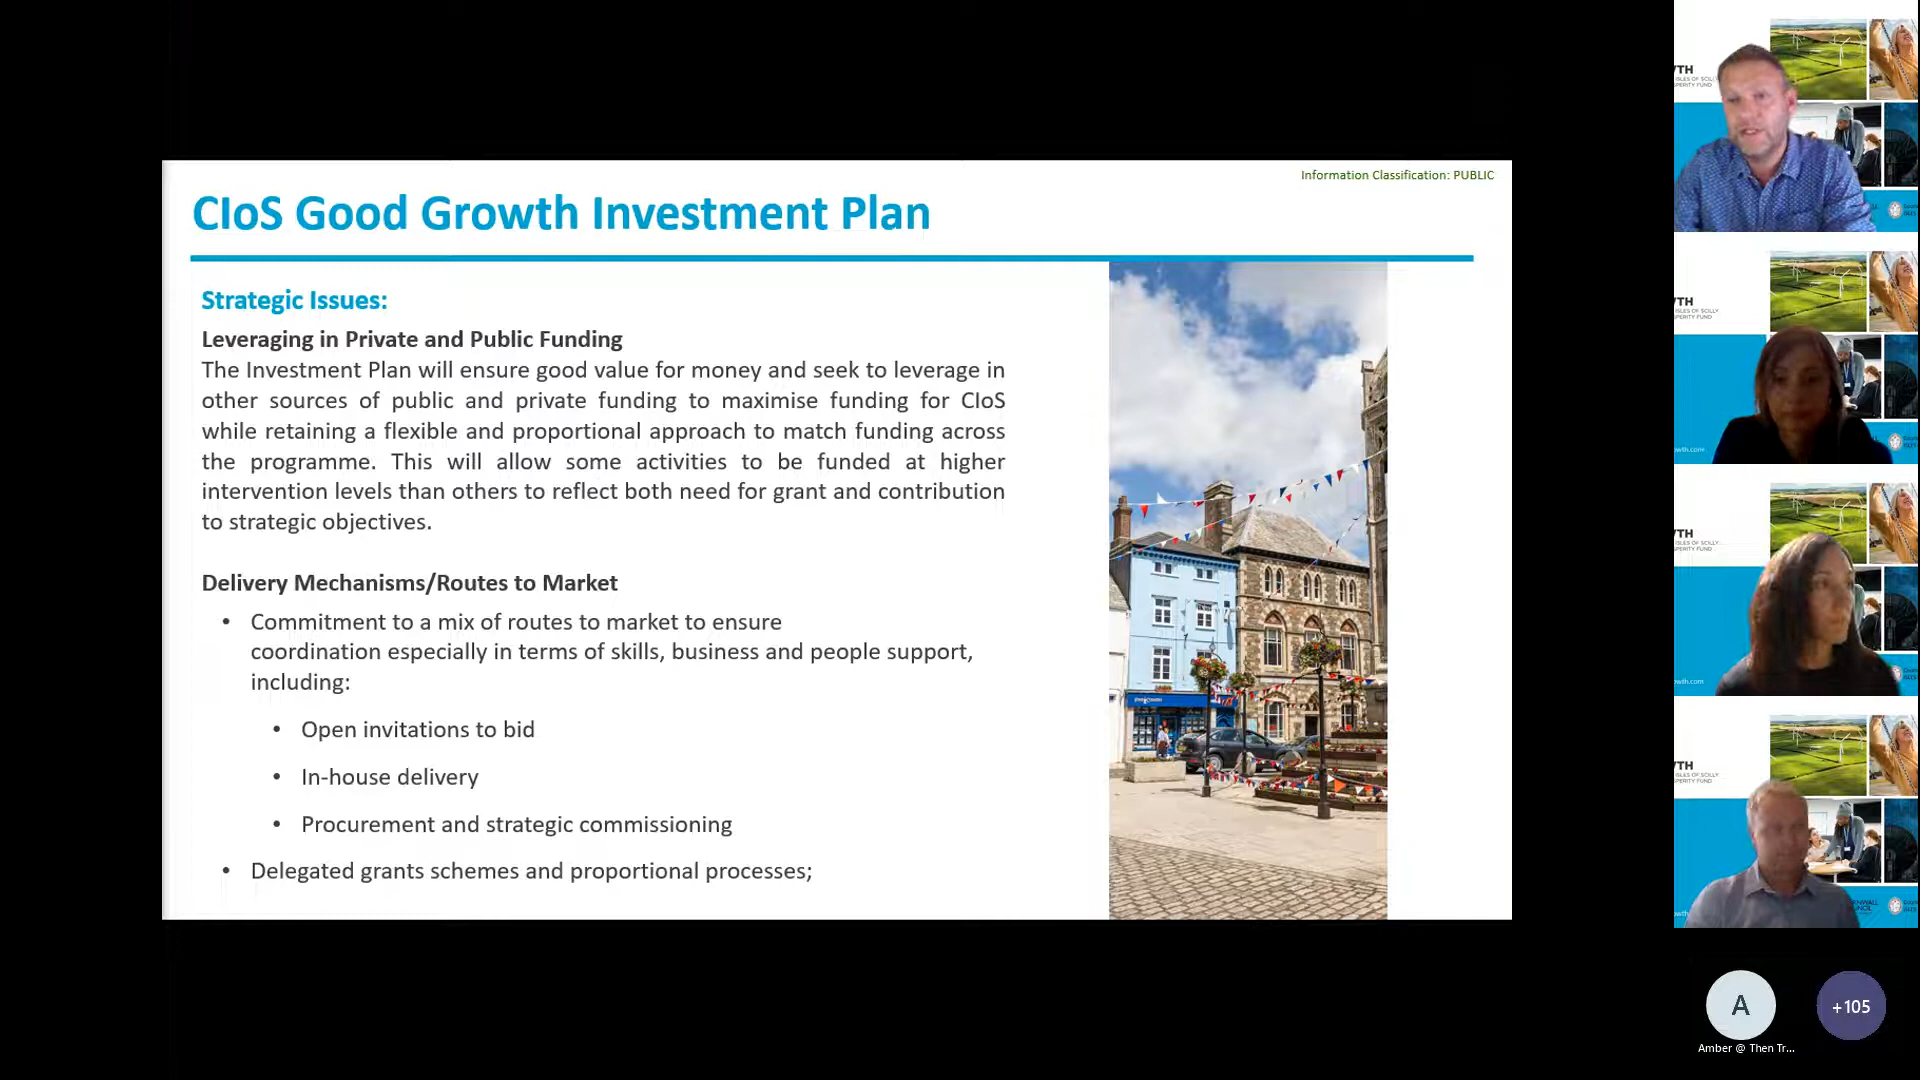 Information Classification: PUBLIC
CIoS Good Growth Investment Plan
Strategic Issues:
Leveraging in Private and Public Funding
The Investment Plan will ensure good value for money and seek to leverage in
other sources of public and private funding to maximise funding for CIoS
while retaining a flexible and proportional approach to match funding across
the programme. This will allow some activities to be funded at higher
intervention levels than others to reflect both need for grant and contribution
to strategic objectives.
Delivery Mechanisms/Routes to Market
• Commitment to a mix of routes to market to ensure
coordination especially in terms of skills, business and people support,
including:
• Open invitations to bid
• In-house delivery
• Procurement and strategic commissioning
• Delegated grants schemes and proportional processes;
A
+105
Amber @ Then Tr...